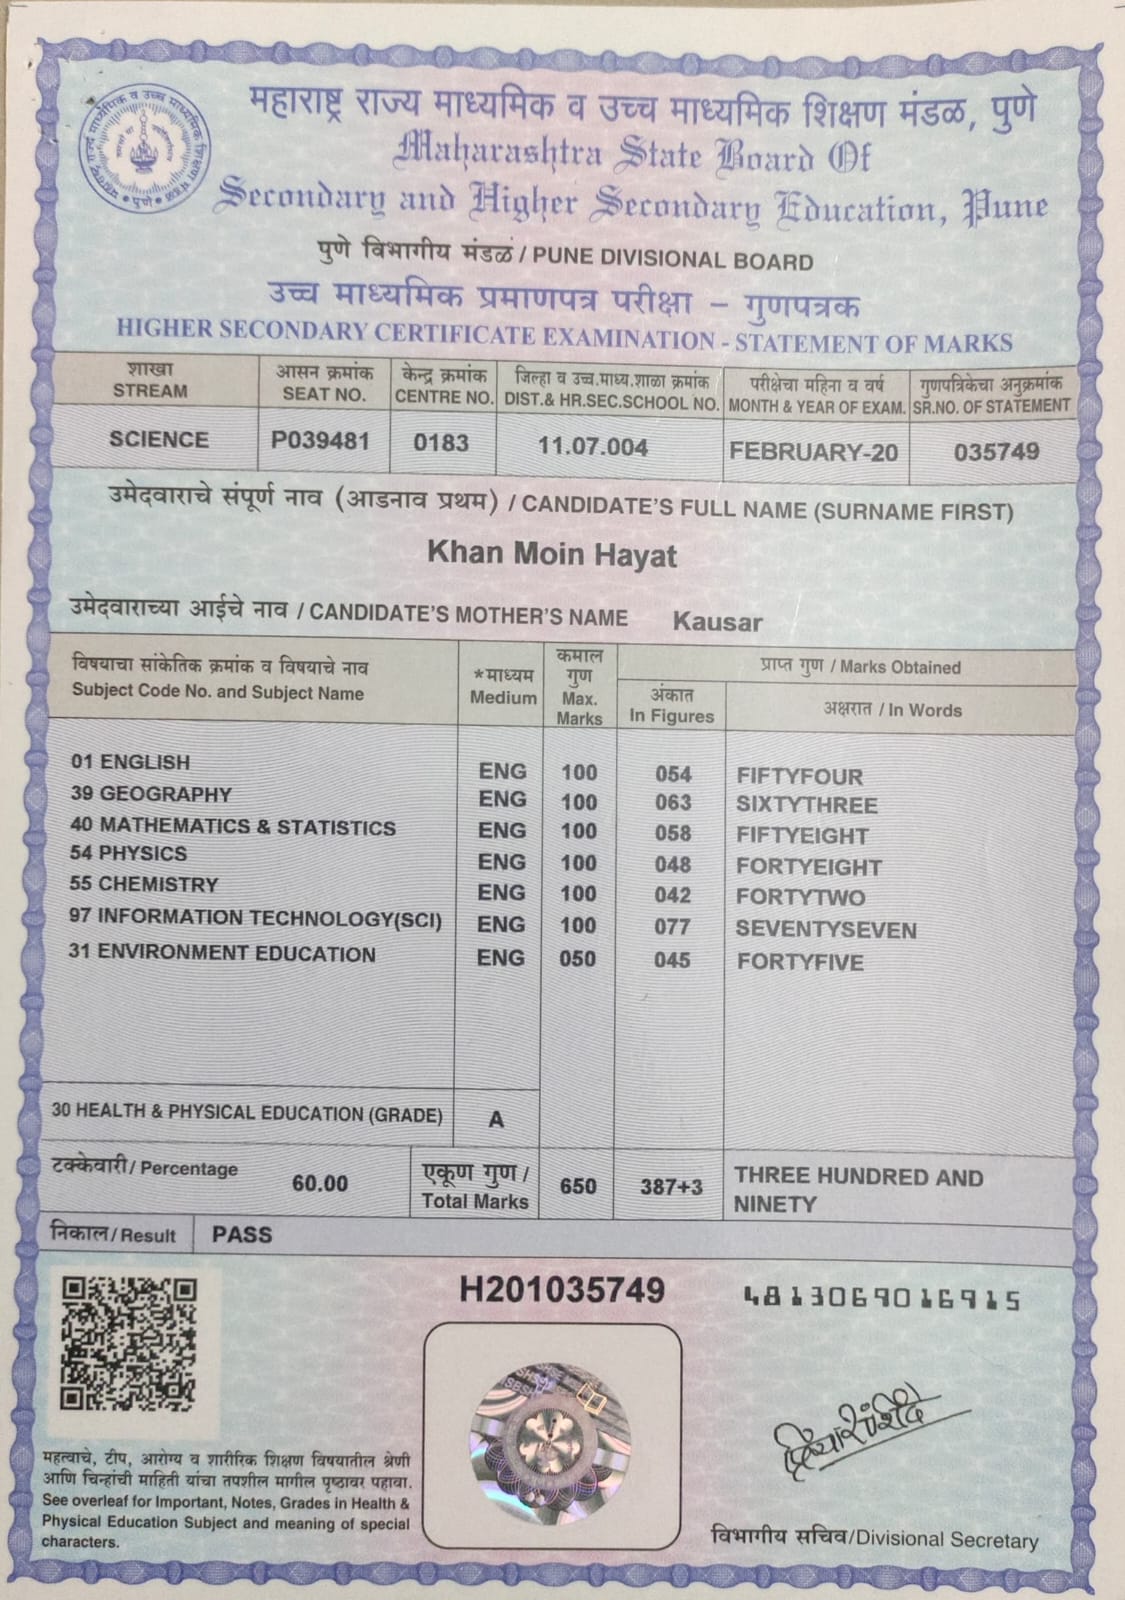 महाराष्ट्र राज्य माध्यमिक व उच्च माध्यमिक शिक्षण मंडळ, पुणे
Maharashtra State Board Of
Secondary and Higher Secondary Education, Pune
पुणे विभागीय मंडळ / PUNE DIVISIONAL BOARD
उच्च माध्यमिक प्रमाणपत्र परीक्षा – गुणपत्रक
HIGHER SECONDARY CERTIFICATE EXAMINATION - STATEMENT OF MARKS
शाखा आसन क्रमांक केन्द्र क्रमांक जिल्हा व उच्च.माध्य.शाळा क्रमांक परीक्षेचा महिना व वर्ष गुणपत्रिकेचा अनुक्रमांक
STREAM SEAT NO. CENTRE NO. DIST.& HR.SEC.SCHOOL NO. MONTH & YEAR OF EXAM. SR.NO. OF STATEMENT
SCIENCE P039481 0183 11.07.004 FEBRUARY-20 035749
उमेदवाराचे संपूर्ण नाव (आडनाव प्रथम) / CANDIDATE'S FULL NAME (SURNAME FIRST)
Khan Moin Hayat
उमेदवाराच्या आईचे नाव / CANDIDATE'S MOTHER'S NAME Kausar
विषयाचा सांकेतिक क्रमांक व विषयाचे नाव
Subject Code No. and Subject Name
*माध्यम
Medium
कमाल
गुण
Max.
Marks
प्राप्त गुण / Marks Obtained
अंकात
In Figures
अक्षरात / In Words
01 ENGLISH ENG 100 054 FIFTYFOUR
39 GEOGRAPHY ENG 100 063 SIXTYTHREE
40 MATHEMATICS & STATISTICS ENG 100 058 FIFTYEIGHT
54 PHYSICS ENG 100 048 FORTYEIGHT
55 CHEMISTRY ENG 100 042 FORTYTWO
97 INFORMATION TECHNOLOGY(SCI) ENG 100 077 SEVENTYSEVEN
31 ENVIRONMENT EDUCATION ENG 050 045 FORTYFIVE
30 HEALTH & PHYSICAL EDUCATION (GRADE) A
टक्केवारी / Percentage 60.00
एकूण गुण /
Total Marks
650 387+3
THREE HUNDRED AND
NINETY
निकाल / Result PASS
H201035749
4813069016915
महत्वाचे, टीप, आरोग्य व शारीरिक शिक्षण विषयातील श्रेणी
आणि चिन्हांची माहिती यांचा तपशील मागील पृष्ठावर पहावा.
See overleaf for Important, Notes, Grades in Health &
Physical Education Subject and meaning of special
characters.
विभागीय सचिव/Divisional Secretary